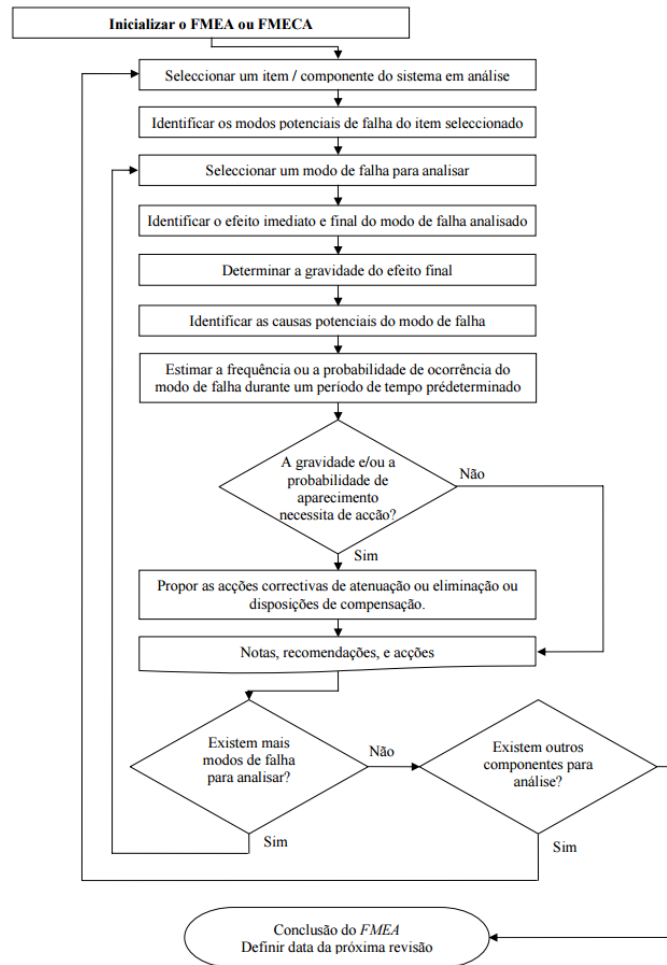 Inicializar o FMEA ou FMECA
Seleccionar um item / componente do sistema em análise
Identificar os modos potenciais de falha do item seleccionado
Seleccionar um modo de falha para analisar
Identificar o efeito imediato e final do modo de falha analisado
Determinar a gravidade do efeito final
Identificar as causas potenciais do modo de falha
Estimar a frequência ou a probabilidade de ocorrência do
modo de falha durante um período de tempo prédeterminado
A gravidade e/ou a
probabilidade de
aparecimento
necessita de acção?
Não
Sim
Propor as acções correctivas de atenuação ou eliminação ou
disposições de compensação.
Notas, recomendações, e acções
Existem mais
modos de falha
para analisar?
Não
Sim
Existem outros
componentes para
análise?
Sim
Conclusão do FMEA
Definir data da próxima revisão